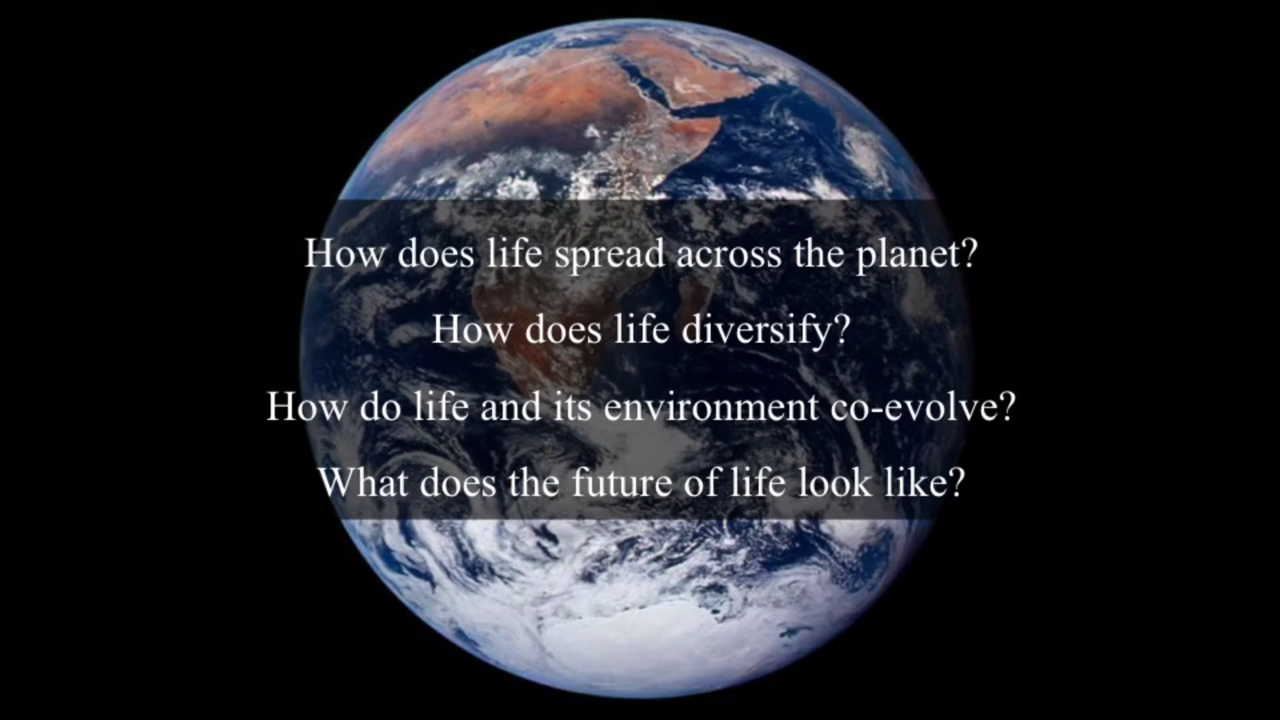 How does life spread across the planet?
How does life diversify?
How do life and its environment co-evolve?
What does the future of life look like?